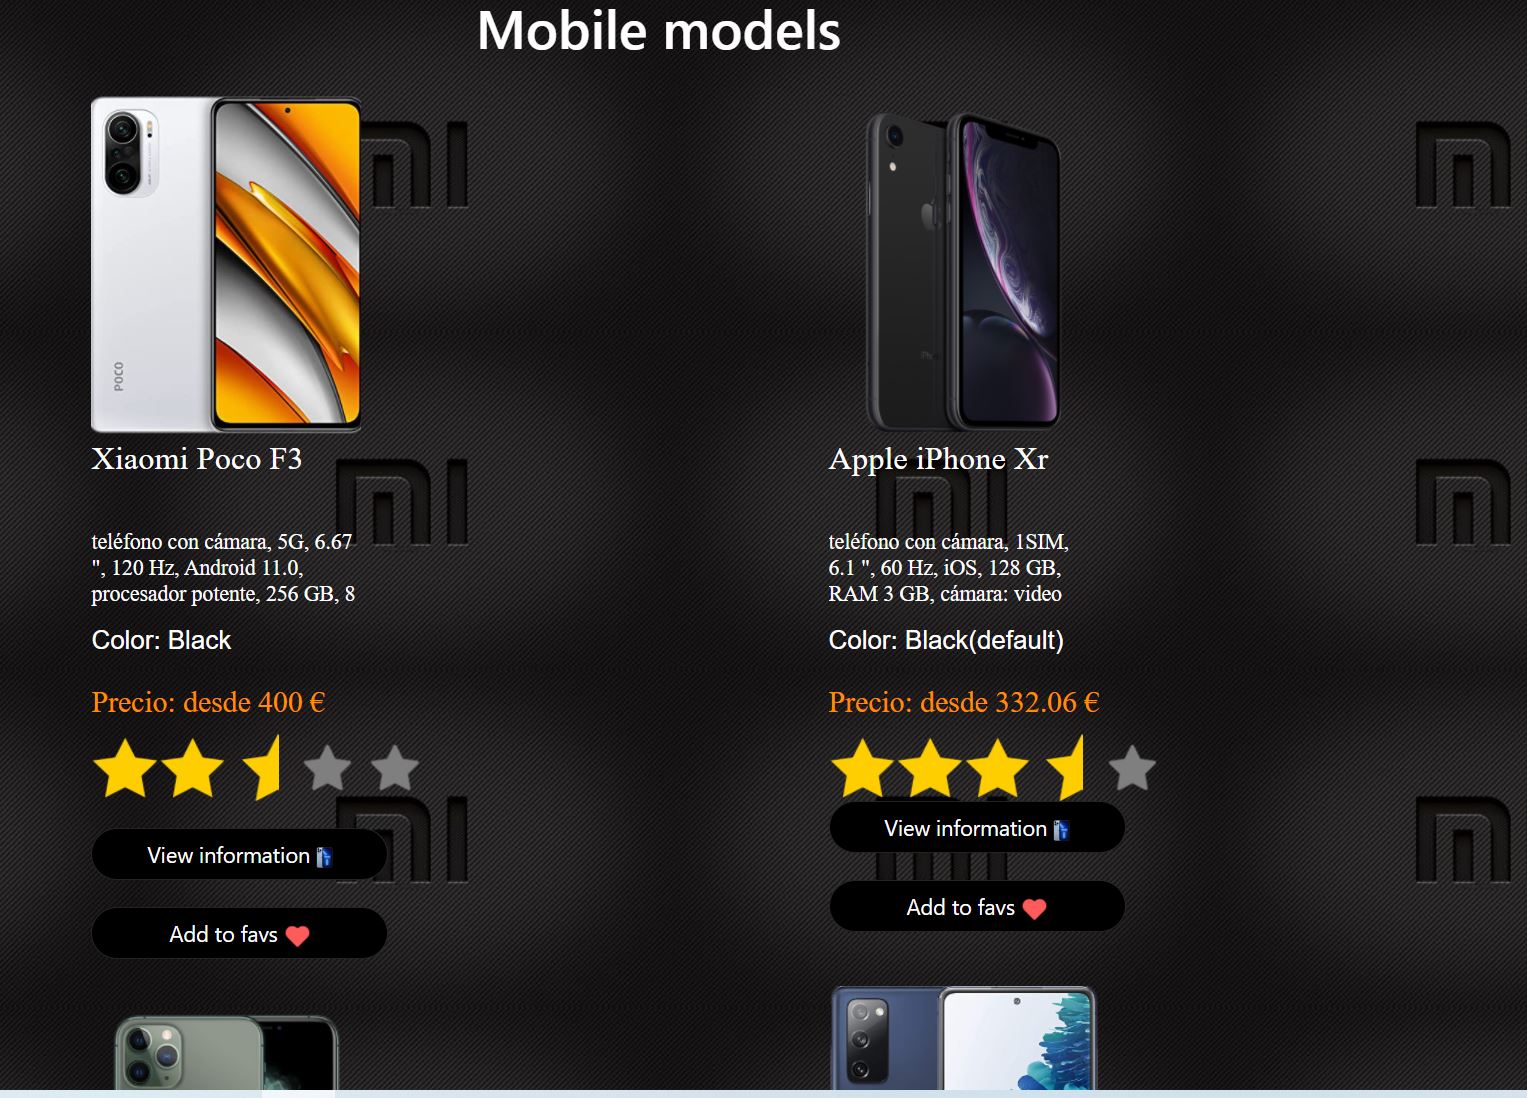 Mobile models
POCO
Xiaomi Poco F3
teléfono con cámara, 5G, 6.67
", 120 Hz, Android 11.0,
procesador potente, 256 GB, 8
Color: Black
Precio: desde 400 €
View information
Add to favs
Apple iPhone Xr
teléfono con cámara, 1SIM,
6.1 ", 60 Hz, iOS, 128 GB,
RAM 3 GB, cámara: video
Color: Black(default)
Precio: desde 332.06 €
View information
Add to favs